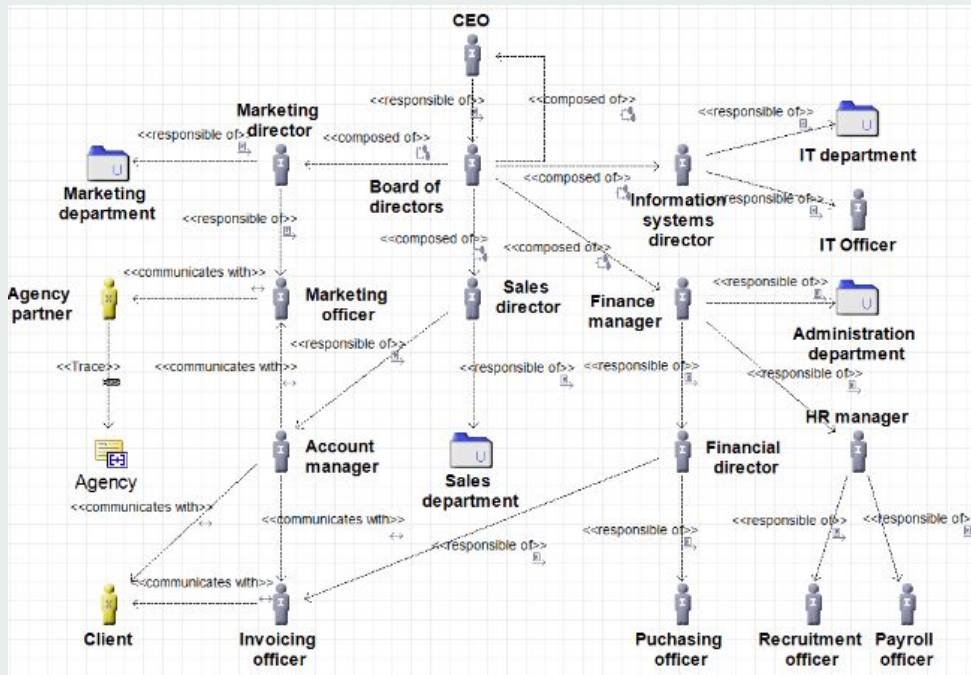 CEO
<<responsible of>>
<<composed of>>
Marketing
director
<<responsible of>>
<<composed of>>
<<responsible of>>
U
IT department
U
Marketing
department
Board of
directors
<<composed of>>
Information
systems
director
<<responsible of>>
IT Officer
<<responsible of>>
<<composed of>>
<<composed of>>
<<communicates with>>
Agency
partner
Marketing
officer
Sales
director
Finance
manager
<<responsible of>>
U
Administration
department
<<Trace>>
<<communicates with>>
<<responsible of>>
<<responsible of>>
<<responsible of>>
<<responsible of>>
HR manager
Agency
Account
manager
U
Sales
department
Financial
director
<<communicates with>>
<<communicates with>>
<<responsible of>>
<<responsible of>>
<<responsible of>>
<<responsible of>>
<<communicates with>>
Client
Invoicing
officer
Puchasing
officer
Recruitment
officer
Payroll
officer